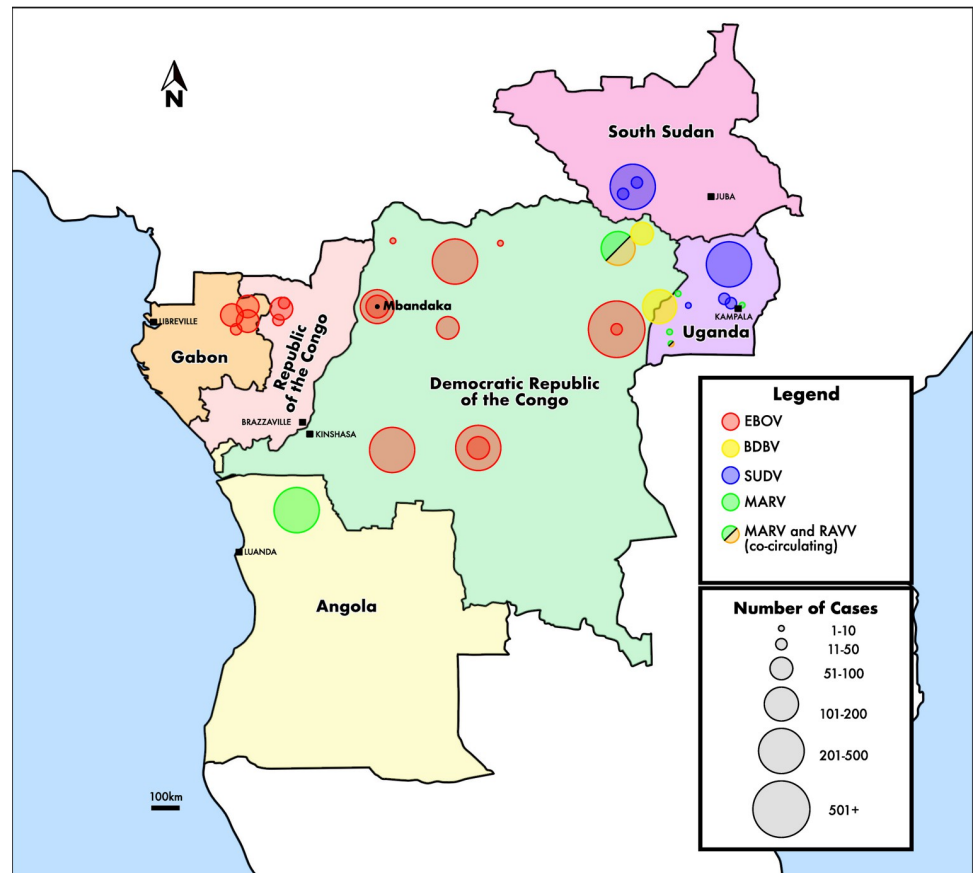 N
South Sudan
JUBA
Mbandaka
LIBREVILLE
Gabon
Republic
of the Congo
KAMPALA
Uganda
Democratic Republic
of the Congo
BRAZZAVILLE
KINSHASA
LUANDA
Angola
100km
Legend
EBOV
BDBV
SUDV
MARV
MARV and RAVV
(co-circulating)
Number of Cases
1-10
11-50
51-100
101-200
201-500
501+